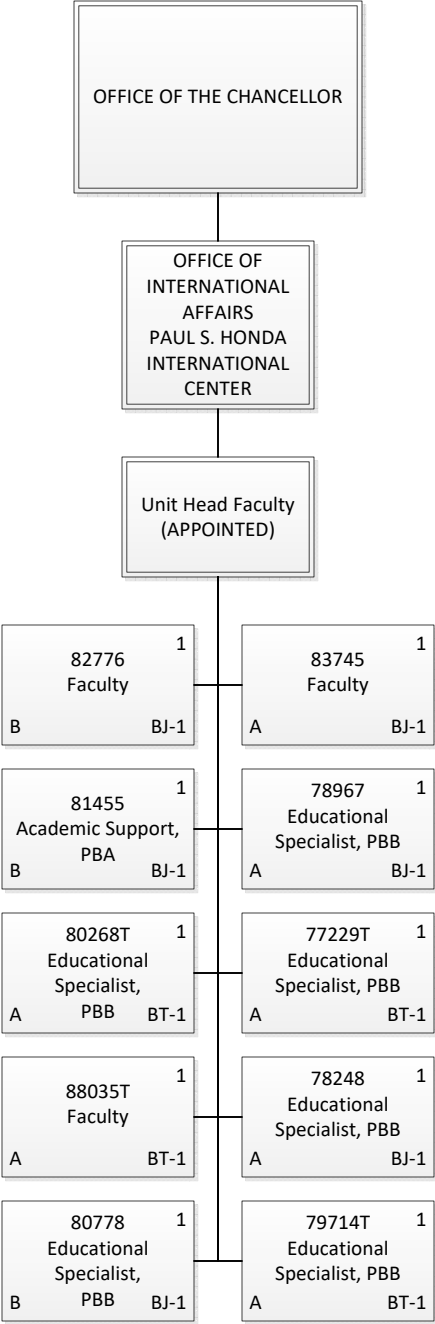 OFFICE OF THE CHANCELLOR
OFFICE OF
INTERNATIONAL
AFFAIRS
PAUL S. HONDA
INTERNATIONAL
CENTER
Unit Head Faculty
(APPOINTED)
1
82776
Faculty
B BJ-1
1
83745
Faculty
A BJ-1
1
81455
Academic Support,
PBA
B BJ-1
1
78967
Educational
Specialist, PBB
A BJ-1
1
80268T
Educational
Specialist,
PBB
A BT-1
1
77229T
Educational
Specialist, PBB
A BT-1
1
88035T
Faculty
A BT-1
1
78248
Educational
Specialist, PBB
A BJ-1
1
80778
Educational
Specialist,
PBB
B BJ-1
1
79714T
Educational
Specialist, PBB
A BT-1